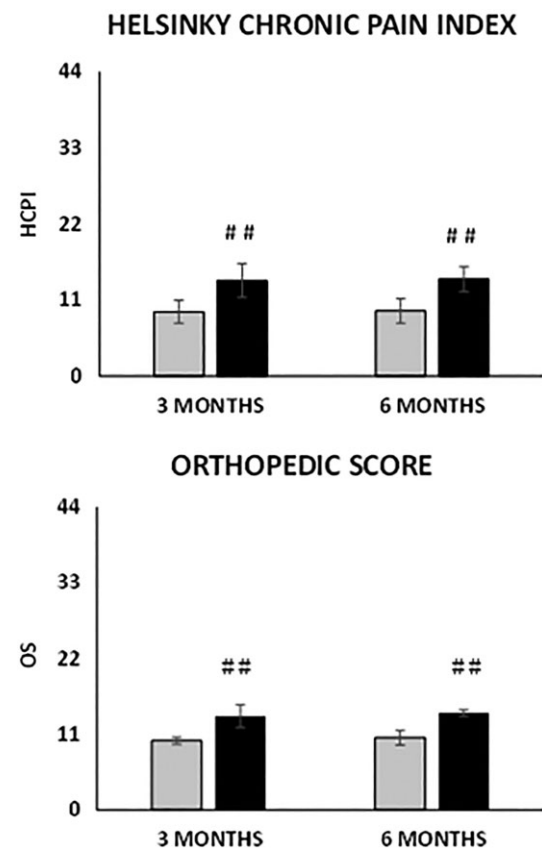 HELSINKY CHRONIC PAIN INDEX
44
33
22
11
0
HCPI
## ##
3 MONTHS 6 MONTHS
ORTHOPEDIC SCORE
44
33
22
11
0
OS
## ##
3 MONTHS 6 MONTHS